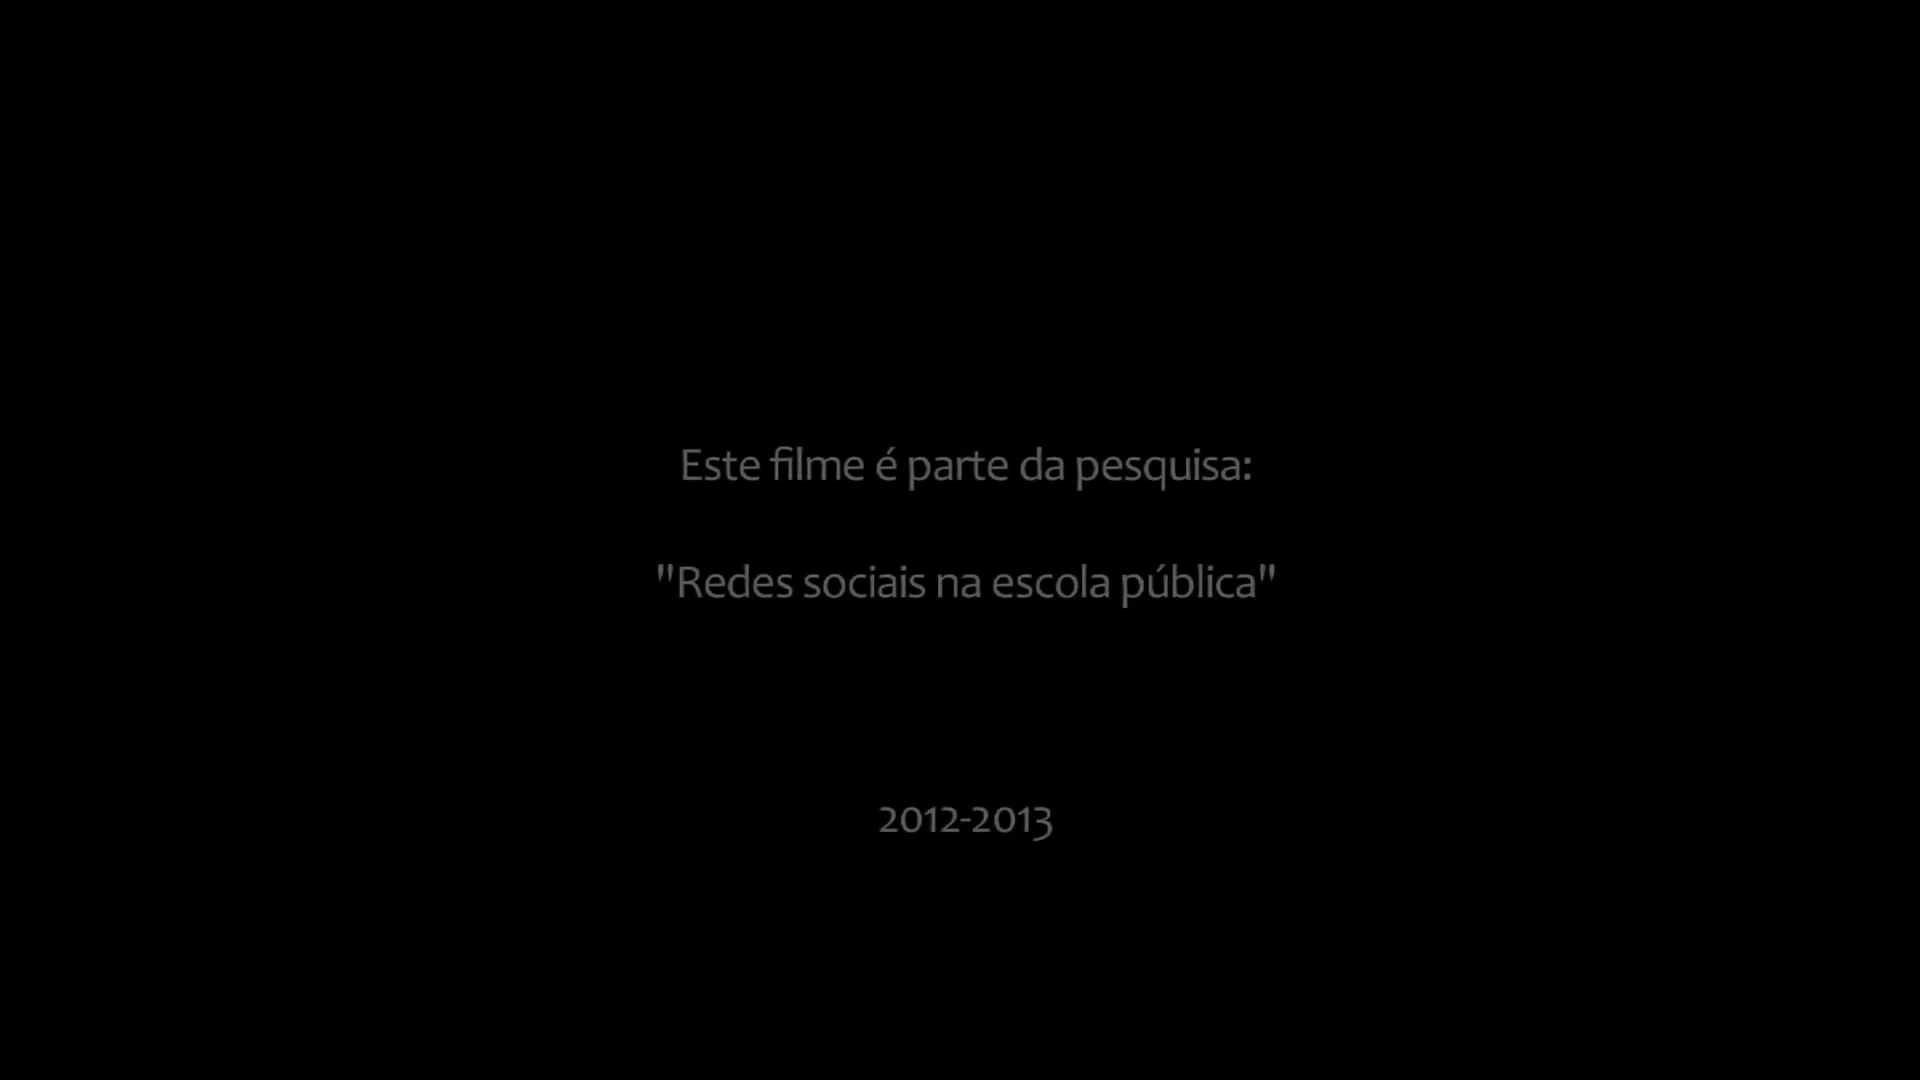 Este filme é parte da pesquisa:
"Redes sociais na escola pública"
2012-2013